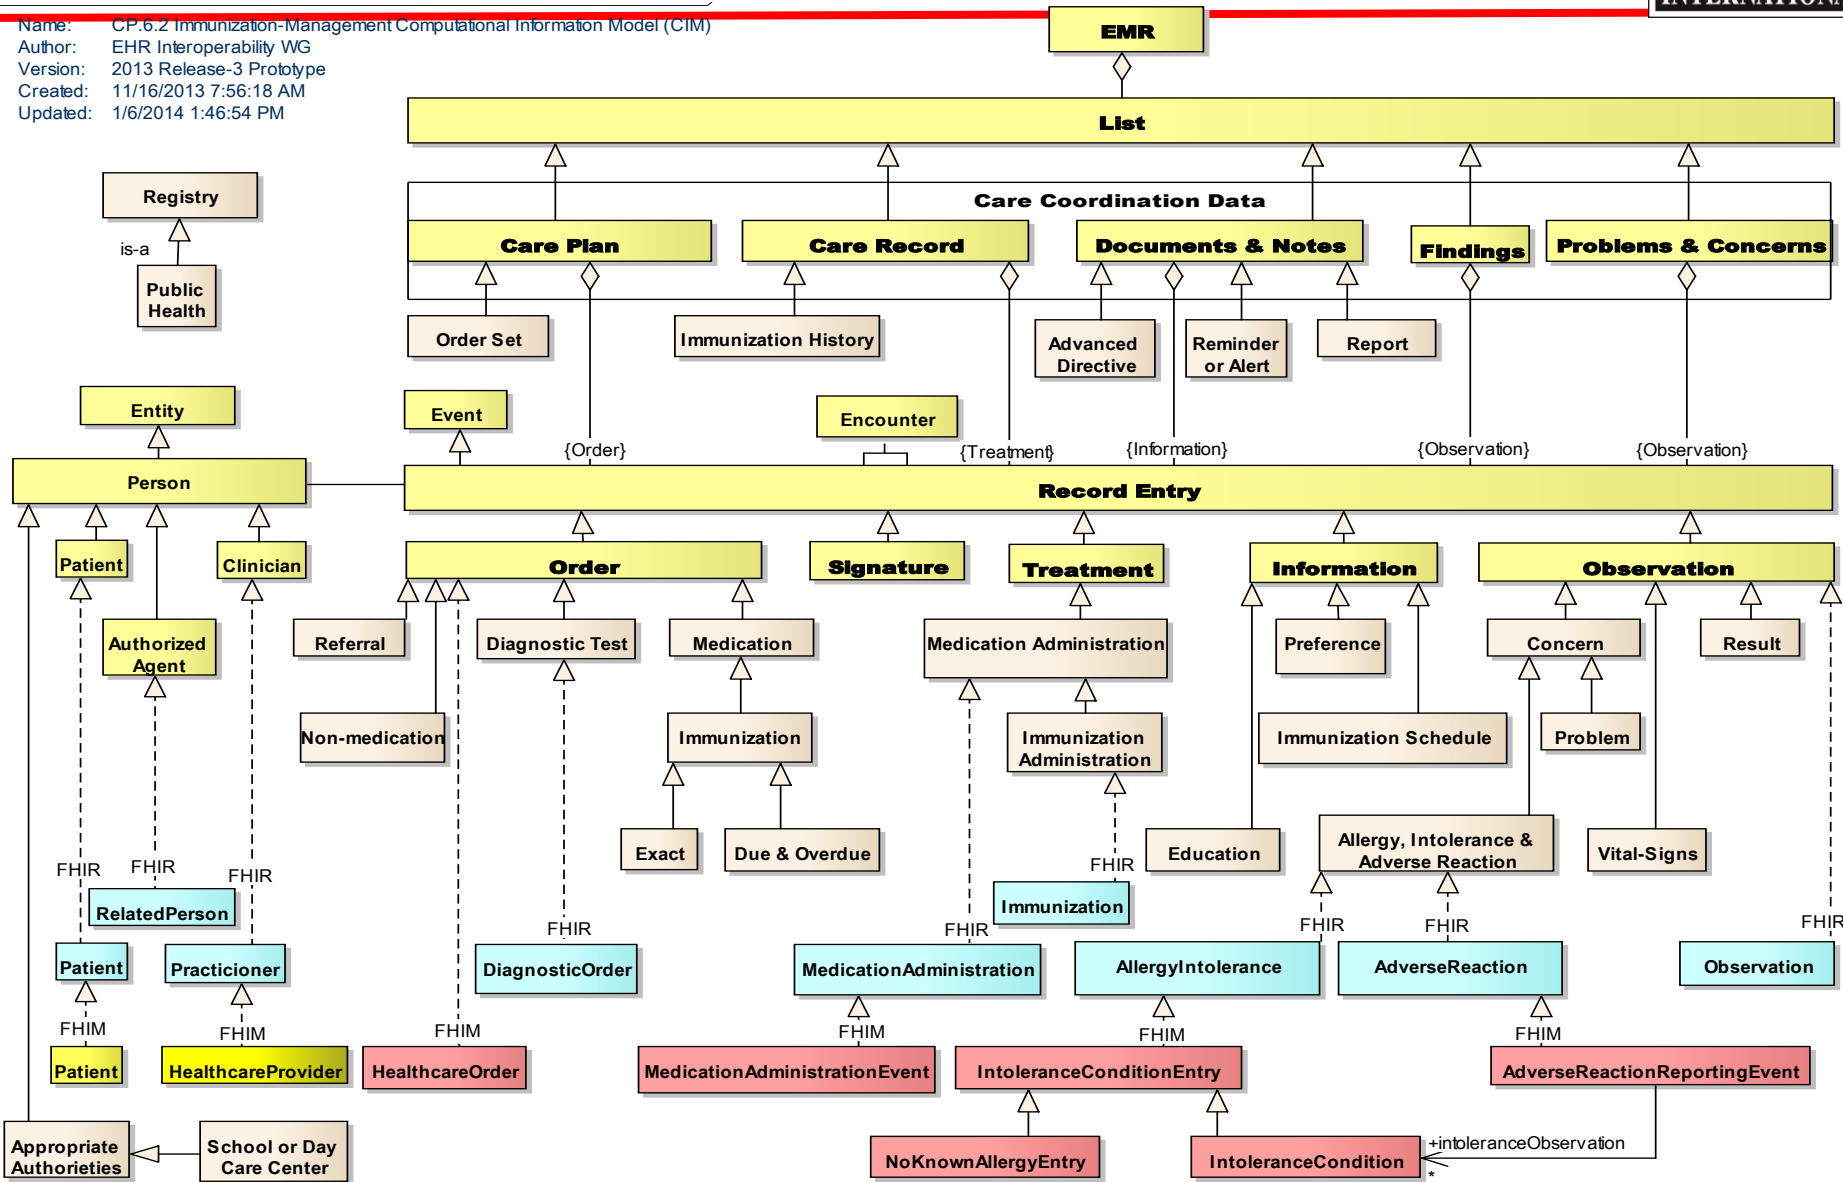 INTERNATIONAL
Name: CP.6.2 Immunization-Management Computational Information Model (CIM)
Author: EHR Interoperability WG
Version: 2013 Release-3 Prototype
Created: 11/16/2013 7:56:18 AM
Updated: 1/6/2014 1:46:54 PM
EMR
List
Care Coordination Data
Registry
is-a
Public
Health
Care Plan
Care Record
Documents & Notes
Findings
Problems & Concerns
Order Set
Immunization History
Advanced
Directive
Reminder
or Alert
Report
Entity
Event
Encounter
{Order}
{Treatment}
{Information}
{Observation}
{Observation}
Person
Record Entry
Patient
Clinician
Order
Signature
Treatment
Information
Observation
Authorized
Agent
Referral
Diagnostic Test
Medication
Medication Administration
Preference
Concern
Result
Non-medication
Immunization
Immunization
Administration
Immunization Schedule
Problem
Exact
Due & Overdue
Education
Allergy, Intolerance &
Adverse Reaction
Vital-Signs
FHIR
FHIR
FHIR
FHIR
RelatedPerson
Immunization
FHIR
FHIR
FHIR
FHIR
FHIR
Patient
Practicioner
DiagnosticOrder
MedicationAdministration
AllergyIntolerance
AdverseReaction
Observation
FHIM
FHIM
FHIM
FHIM
FHIM
FHIM
Patient
HealthcareProvider
HealthcareOrder
MedicationAdministrationEvent
IntoleranceConditionEntry
AdverseReactionReportingEvent
Appropriate
Authorieties
School or Day
Care Center
NoKnownAllergyEntry
IntoleranceCondition
+intoleranceObservation
*